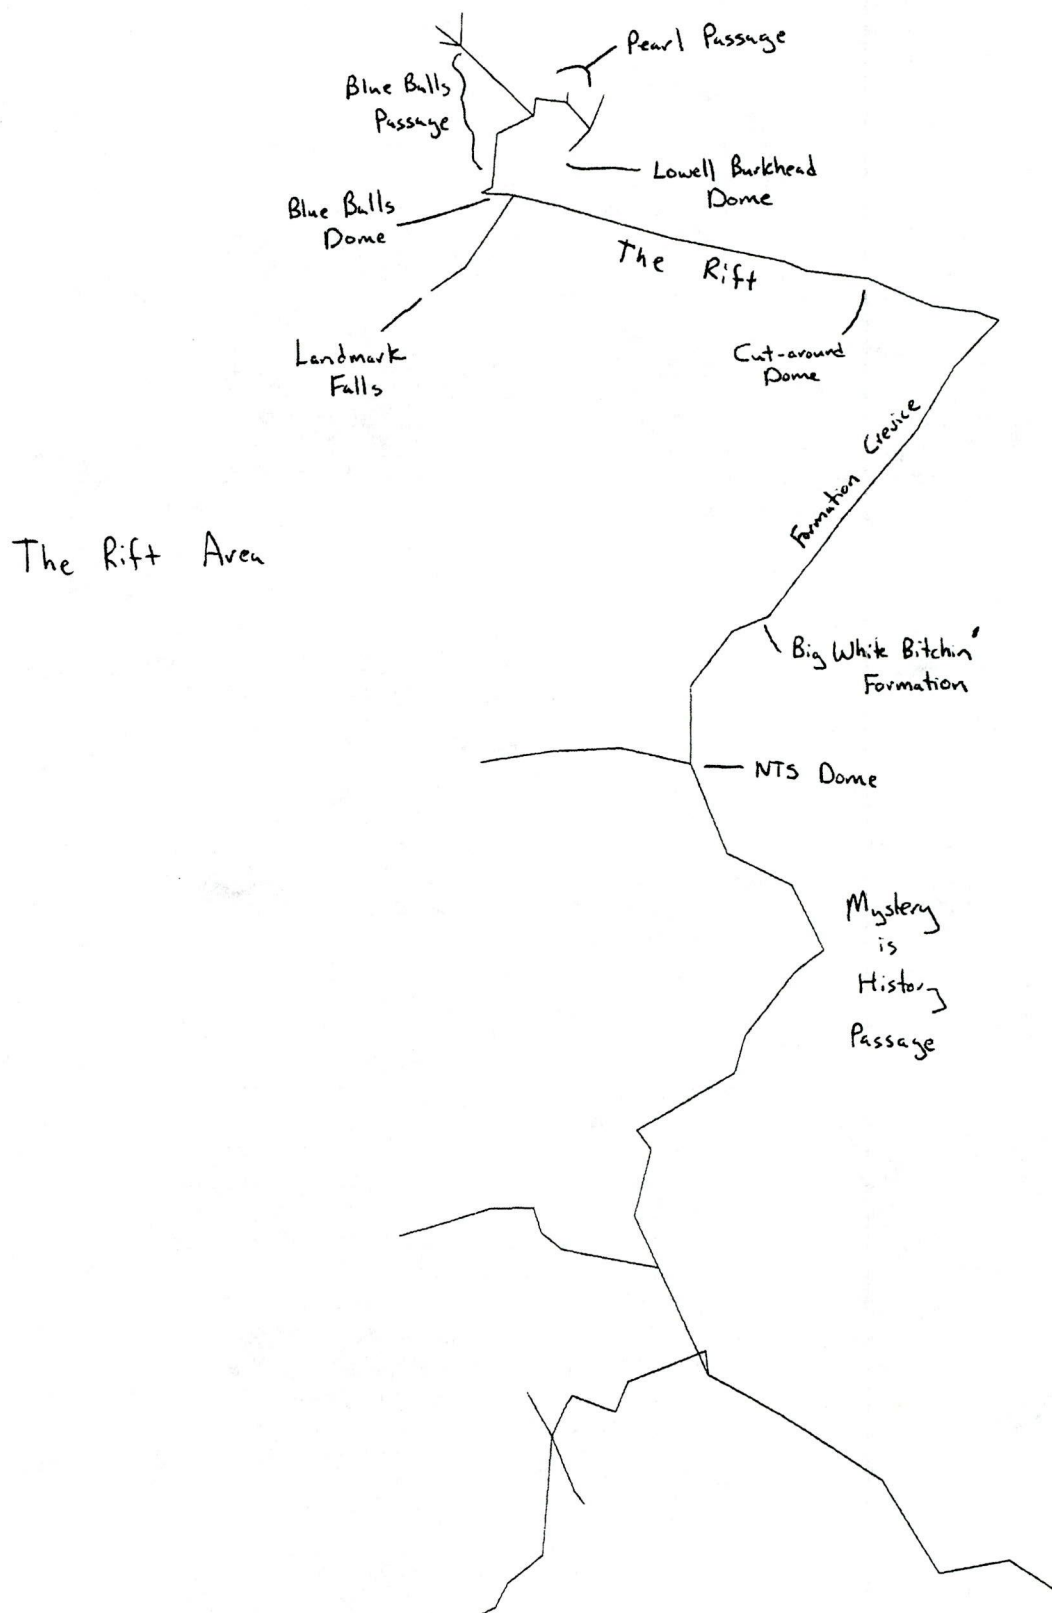 Pearl Passage
Blue Balls
Passage
Lowell Burkhead
Dome
Blue Balls
Dome
The Rift
Landmark
Falls
Cut-around
Dome
Formation Crevice
The Rift Area
Big White Bitchin'
Formation
NTS Dome
Mystery
is
History
Passage